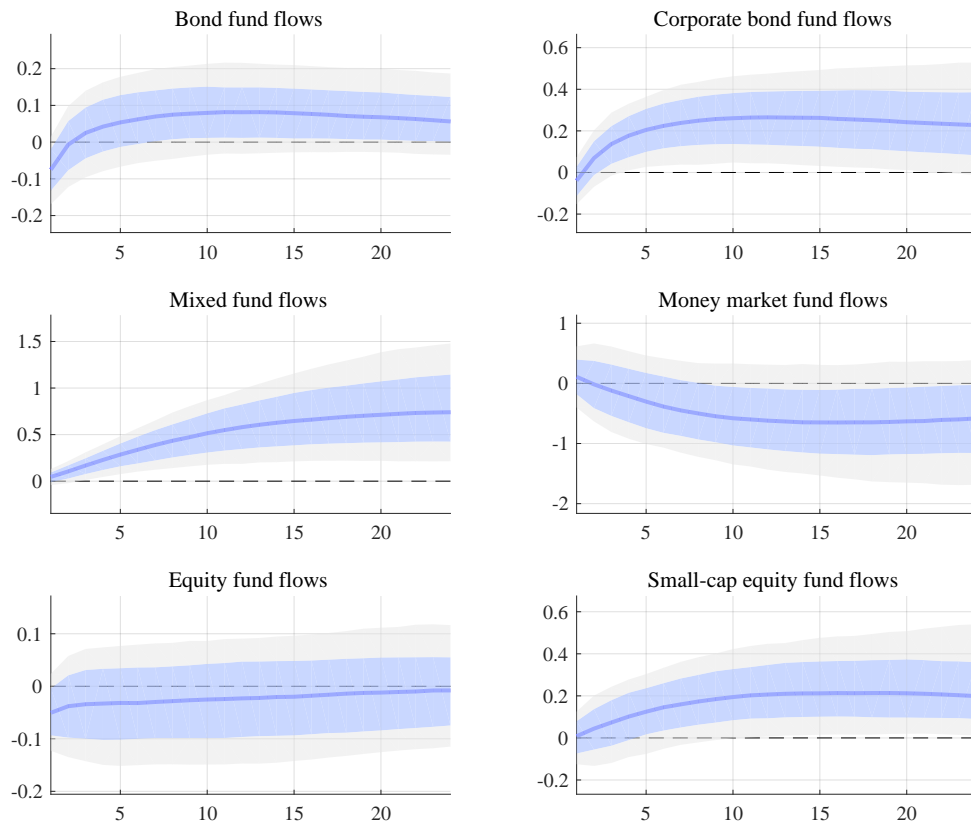 Bond fund flows
0.2
0.1
0
-0.1
-0.2
5 10 15 20
Corporate bond fund flows
0.6
0.4
0.2
0
-0.2
5 10 15 20
Mixed fund flows
1.5
1
0.5
0
5 10 15 20
Money market fund flows
1
0
-1
-2
5 10 15 20
Equity fund flows
0.1
0
-0.1
-0.2
5 10 15 20
Small-cap equity fund flows
0.6
0.4
0.2
0
-0.2
5 10 15 20